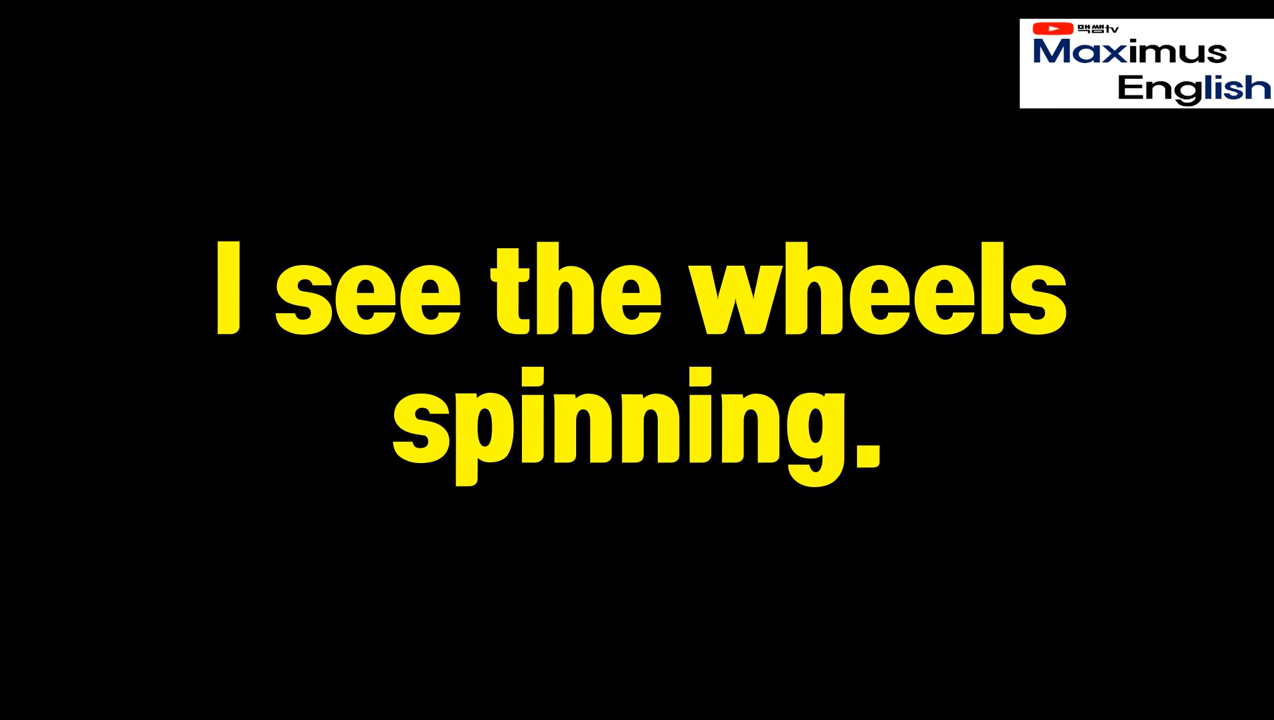 맥쌤tv
Maximus
English
I see the wheels
spinning.